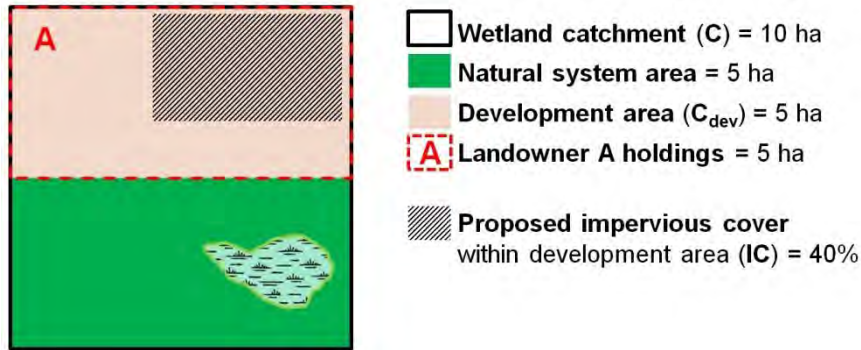 A
Wetland catchment (C) = 10 ha
Natural system area = 5 ha
Development area (C_dev) = 5 ha
A Landowner A holdings = 5 ha
Proposed impervious cover
within development area (IC) = 40%